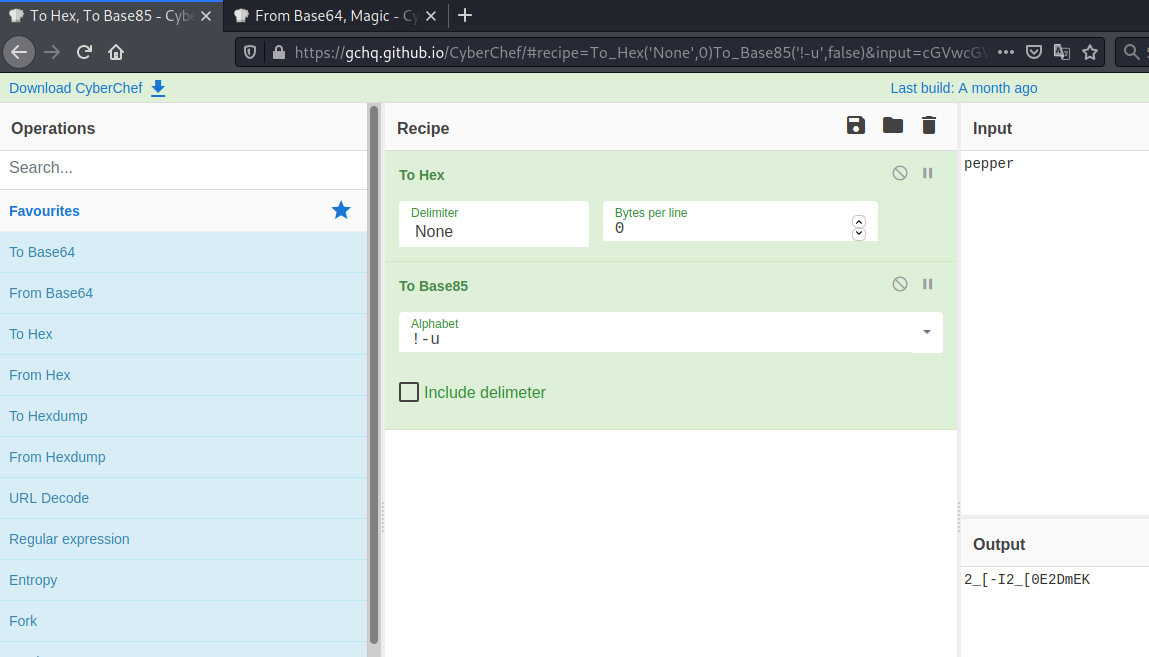 To Hex, To Base85 - Cybe
From Base64, Magic - Cy
https://gchq.github.io/CyberChef/#recipe=To_Hex('None',0)To_Base85('!-u',false)&input=cGVwcGV
Download CyberChef
Last build: A month ago
Operations
Search...
Favourites
To Base64
From Base64
To Hex
From Hex
To Hexdump
From Hexdump
URL Decode
Regular expression
Entropy
Fork
Recipe
To Hex
Delimiter
None
Bytes per line
0
To Base85
Alphabet
!-u
Include delimeter
Input
pepper
Output
2_[-I2_[0E2DmEK